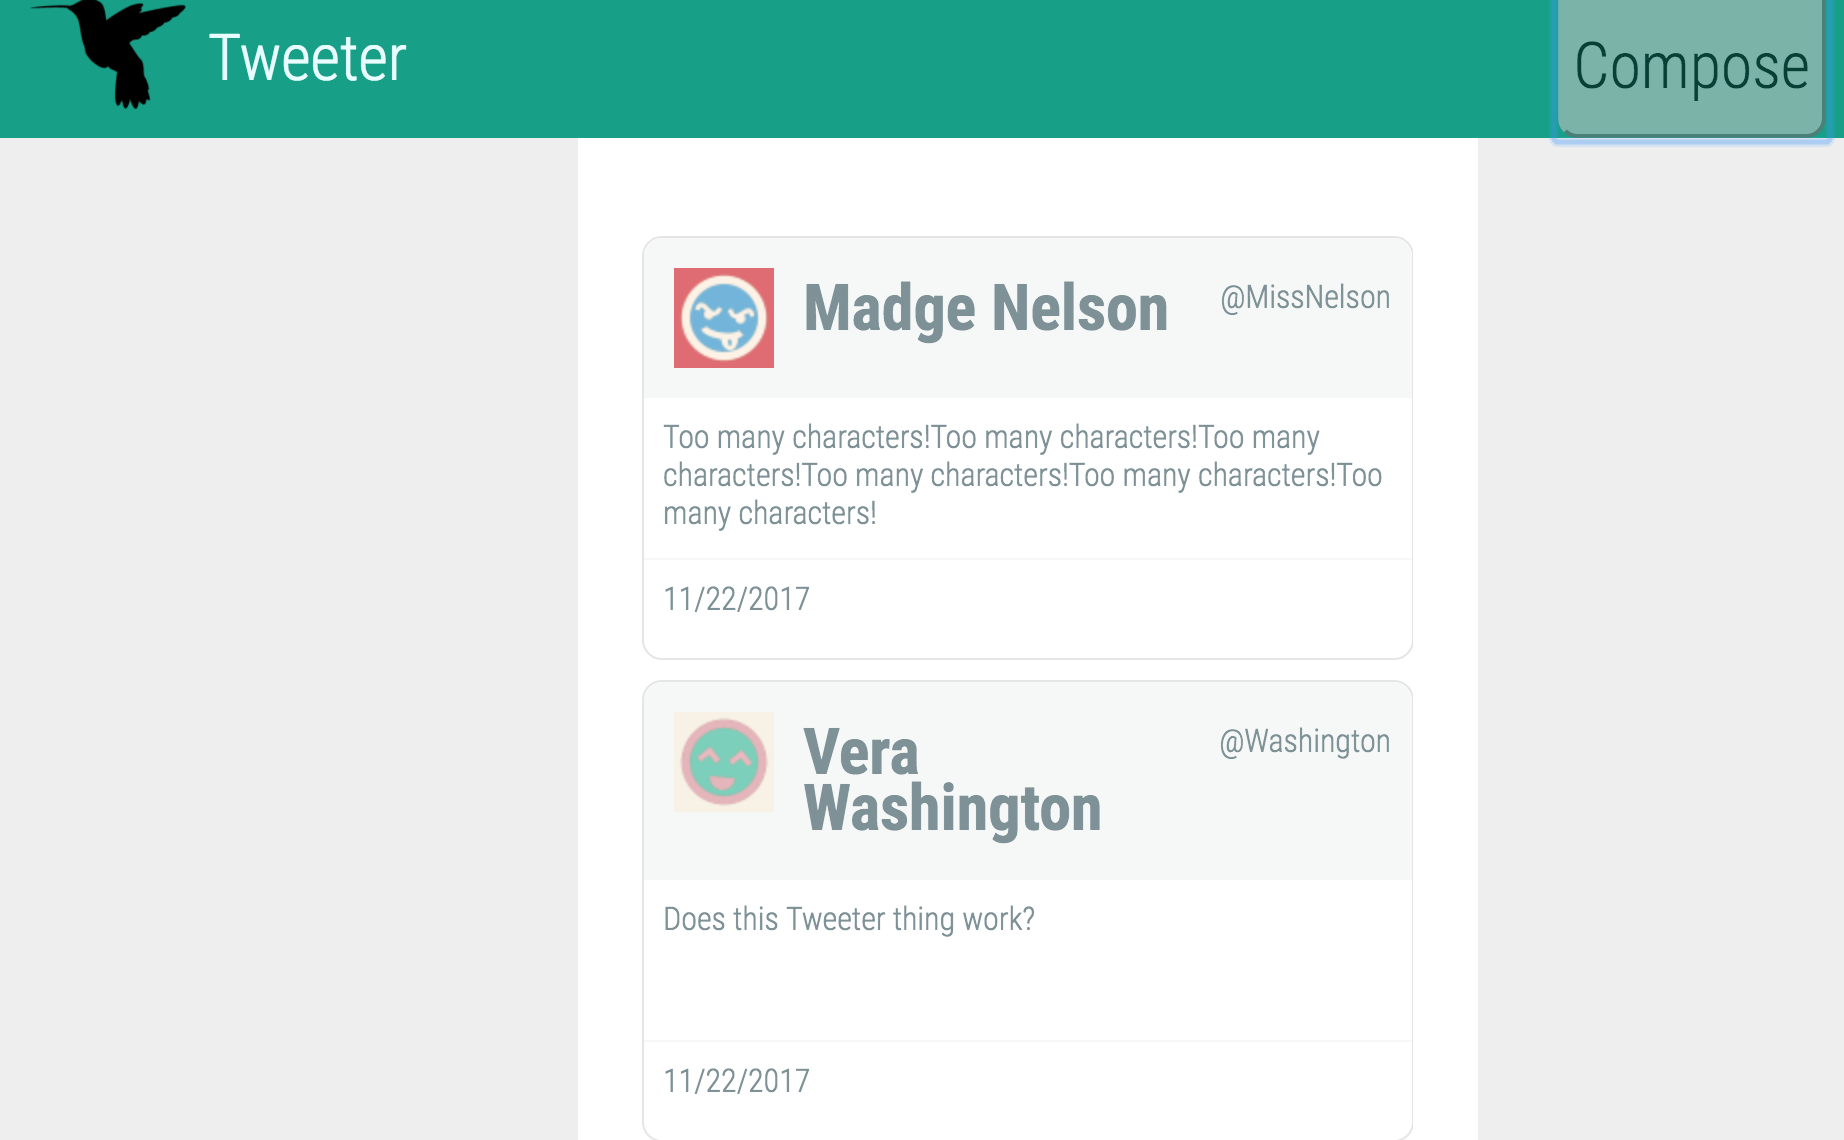 Tweeter
Compose
Madge Nelson
@MissNelson
Too many characters!Too many characters!Too many
characters!Too many characters!Too many characters!Too
many characters!
11/22/2017
Vera
Washington
@Washington
Does this Tweeter thing work?
11/22/2017